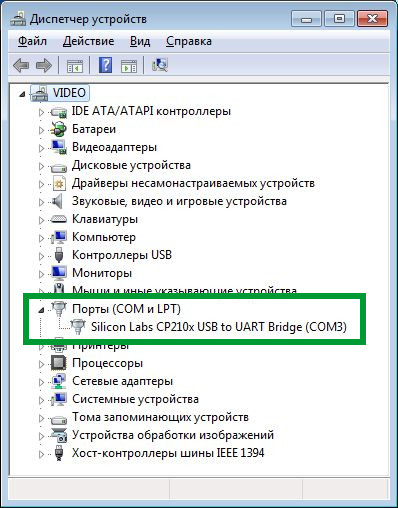 Диспетчер устройств
Файл Действие Вид Справка
VIDEO
IDE ATA/ATAPI контроллеры
Батареи
Видеоадаптеры
Дисковые устройства
Драйверы несамонастраиваемых устройств
Звуковые, видео и игровые устройства
Клавиатуры
Компьютер
Контроллеры USB
Мониторы
Мыши и иные указывающие устройства
Порты (COM и LPT)
Silicon Labs CP210x USB to UART Bridge (COM3)
Принтеры
Процессоры
Сетевые адаптеры
Системные устройства
Тома запоминающих устройств
Устройства обработки изображений
Хост-контроллеры шины IEEE 1394